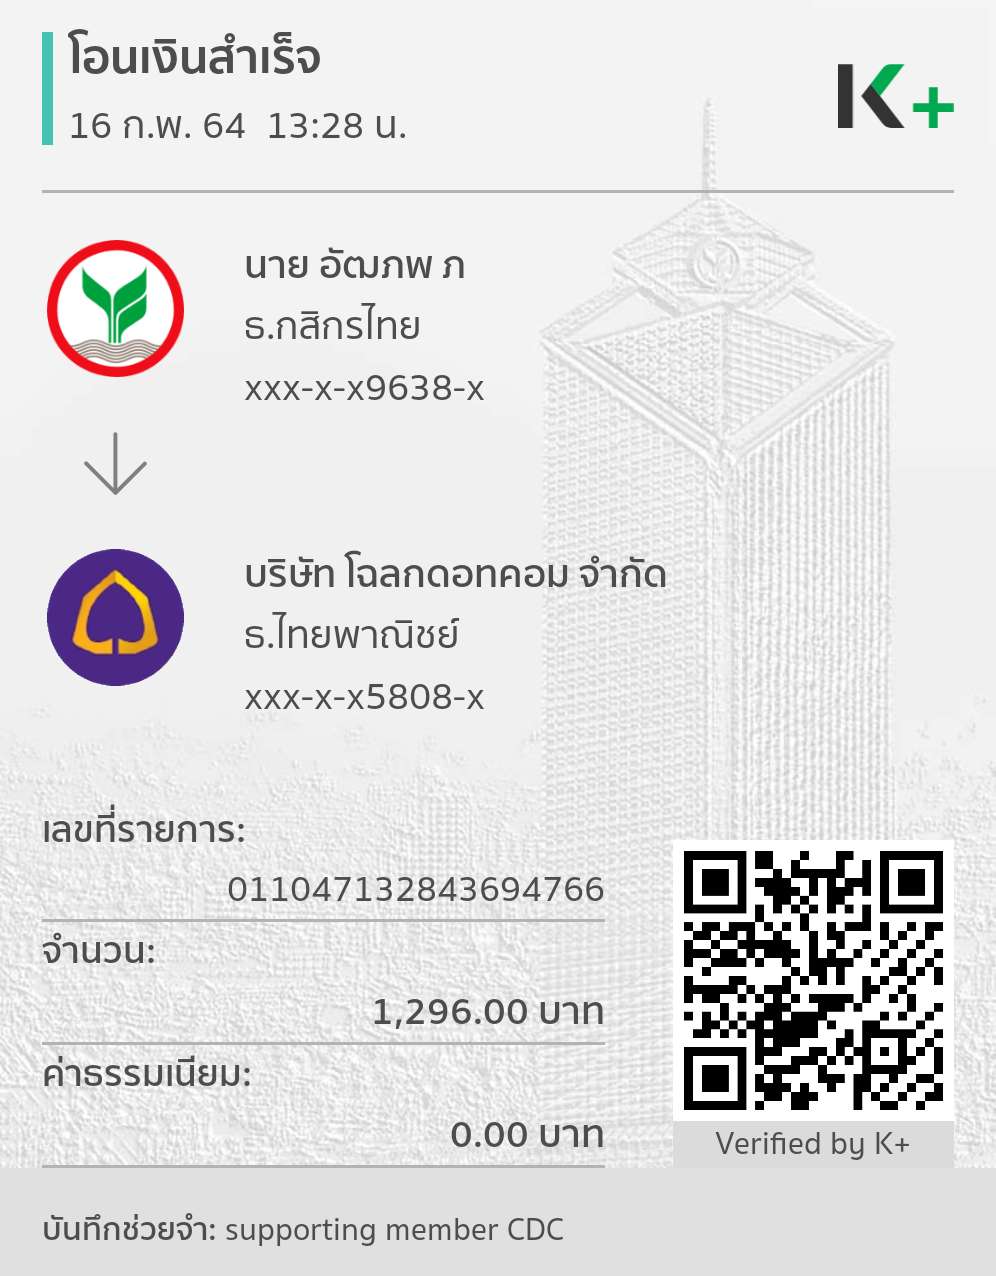 โอนเงินสำเร็จ
16 ก.พ. 64 13:28 น.
K+
นาย อัฒภพ ภ
ธ.กสิกรไทย
xxx-x-x9638-x
บริษัท โฉลกดอทคอม จำกัด
ธ.ไทยพาณิชย์
xxx-x-x5808-x
เลขที่รายการ:
011047132843694766
จำนวน:
1,296.00 บาท
ค่าธรรมเนียม:
0.00 บาท
Verified by K+
บันทึกช่วยจำ: supporting member CDC